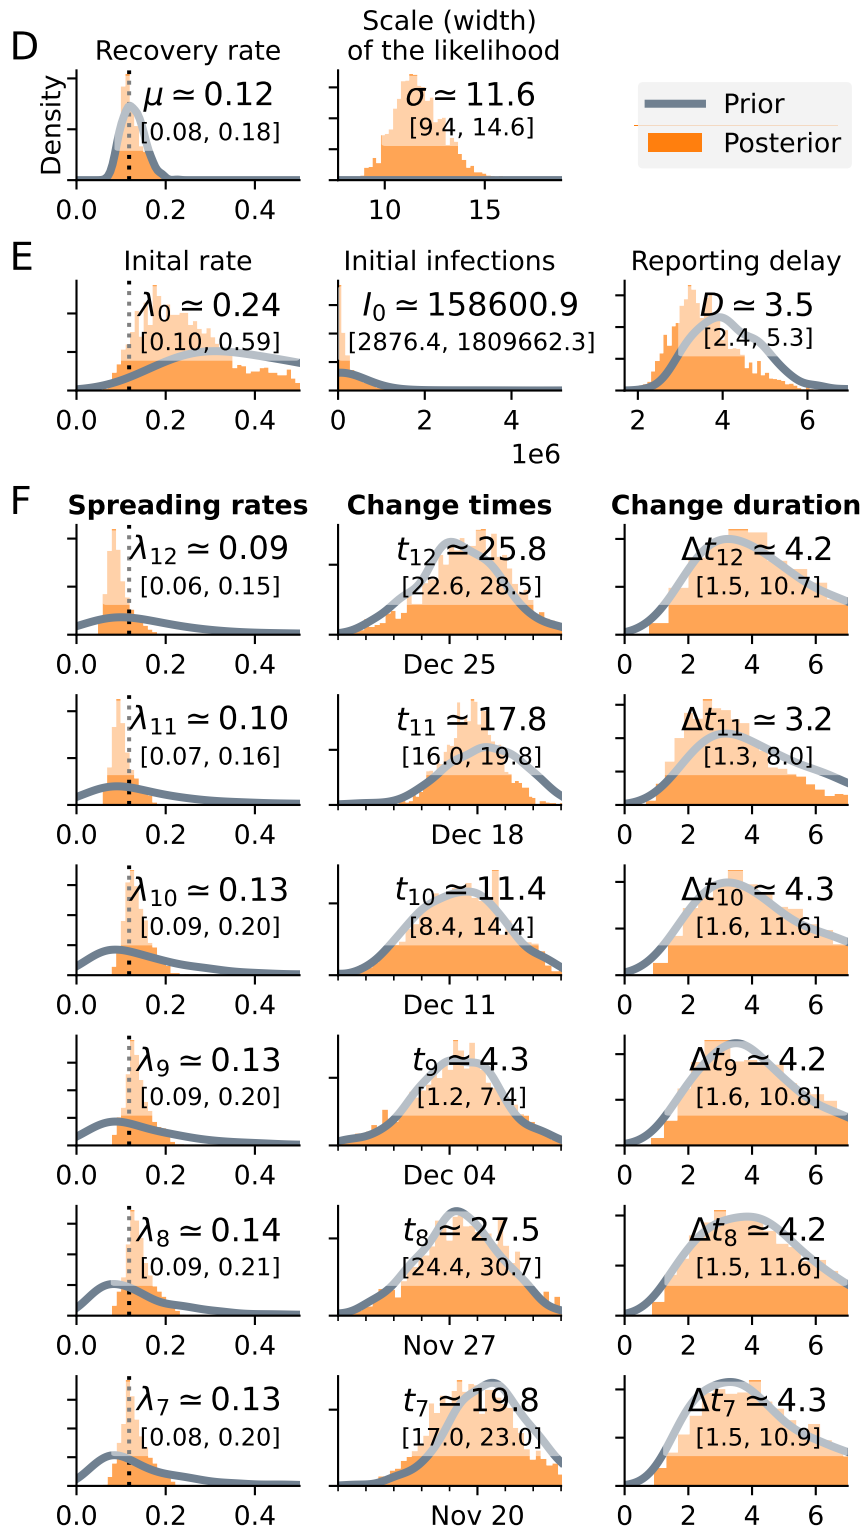 D
Recovery rate
Scale (width)
of the likelihood
Density
μ ≃ 0.12
[0.08, 0.18]
σ ≃ 11.6
[9.4, 14.6]
Prior
Posterior
0.0 0.2 0.4
10 15
E
Inital rate
Initial infections
Reporting delay
λ0 ≃ 0.24
[0.10, 0.59]
I0 ≃ 158600.9
[2876.4, 1809662.3]
D ≃ 3.5
[2.4, 5.3]
0.0 0.2 0.4
0 2 4
1e6
2 4 6
F
Spreading rates
Change times
Change duration
λ12 ≃ 0.09
[0.06, 0.15]
t12 ≃ 25.8
[22.6, 28.5]
Δt12 ≃ 4.2
[1.5, 10.7]
0.0 0.2 0.4
Dec 25
0 2 4 6
λ11 ≃ 0.10
[0.07, 0.16]
t11 ≃ 17.8
[16.0, 19.8]
Δt11 ≃ 3.2
[1.3, 8.0]
0.0 0.2 0.4
Dec 18
0 2 4 6
λ10 ≃ 0.13
[0.09, 0.20]
t10 ≃ 11.4
[8.4, 14.4]
Δt10 ≃ 4.3
[1.6, 11.6]
0.0 0.2 0.4
Dec 11
0 2 4 6
λ9 ≃ 0.13
[0.09, 0.20]
t9 ≃ 4.3
[1.2, 7.4]
Δt9 ≃ 4.2
[1.6, 10.8]
0.0 0.2 0.4
Dec 04
0 2 4 6
λ8 ≃ 0.14
[0.09, 0.21]
t8 ≃ 27.5
[24.4, 30.7]
Δt8 ≃ 4.2
[1.5, 11.6]
0.0 0.2 0.4
Nov 27
0 2 4 6
λ7 ≃ 0.13
[0.08, 0.20]
t7 ≃ 19.8
[17.0, 23.0]
Δt7 ≃ 4.3
[1.5, 10.9]
0.0 0.2 0.4
Nov 20
0 2 4 6